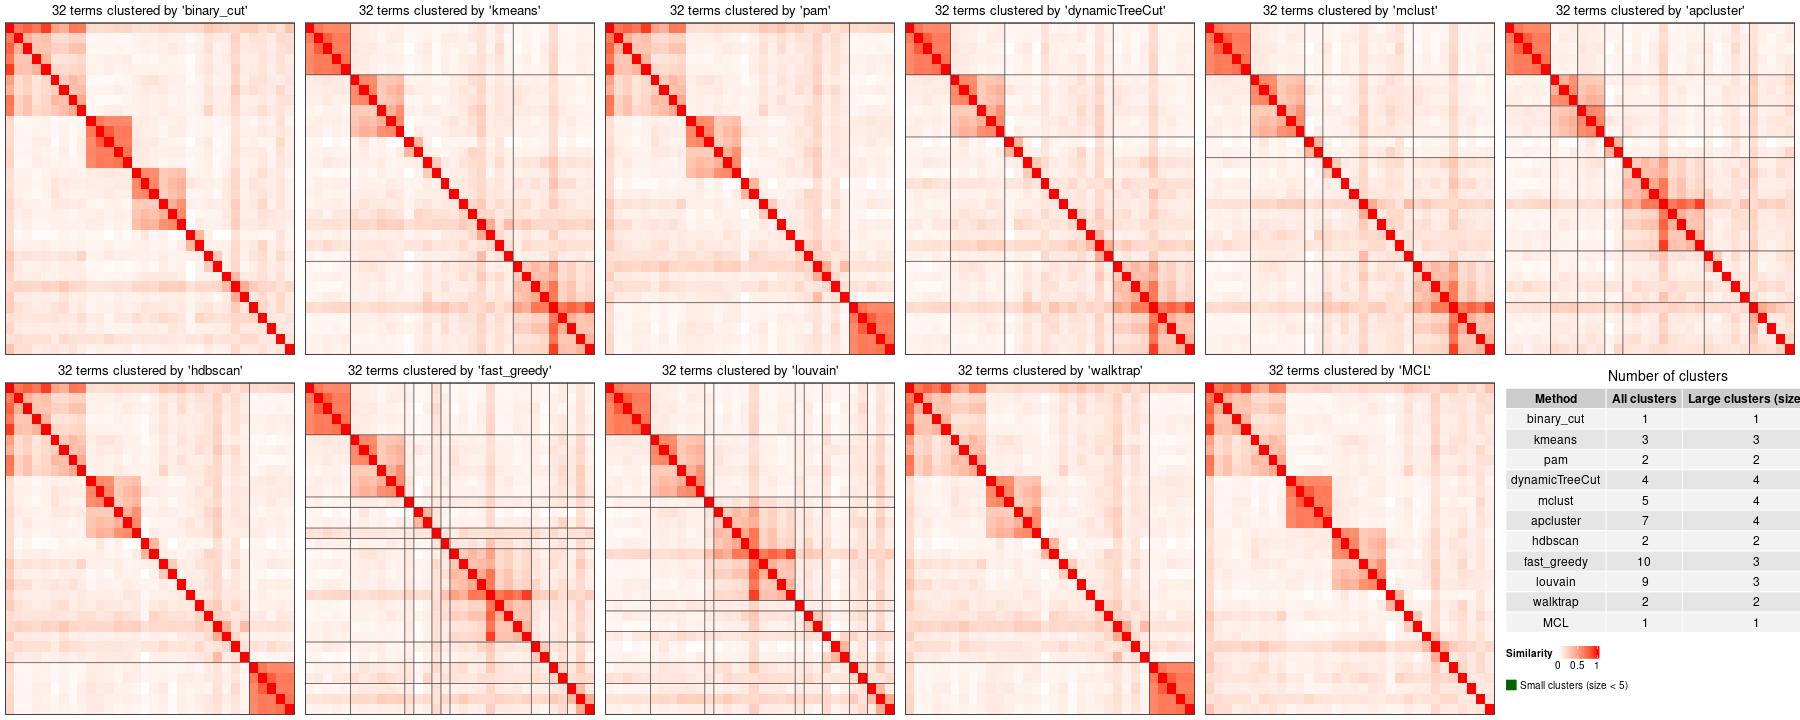 32 terms clustered by 'binary_cut'
32 terms clustered by 'kmeans'
32 terms clustered by 'pam'
32 terms clustered by 'dynamicTreeCut'
32 terms clustered by 'mclust'
32 terms clustered by 'apcluster'
32 terms clustered by 'hdbscan'
32 terms clustered by 'fast_greedy'
32 terms clustered by 'louvain'
32 terms clustered by 'walktrap'
32 terms clustered by 'MCL'
Number of clusters
Method All clusters Large clusters (size
binary_cut 1 1
kmeans 3 3
pam 2 2
dynamicTreeCut 4 4
mclust 5 4
apcluster 7 4
hdbscan 2 2
fast_greedy 10 3
louvain 9 3
walktrap 2 2
MCL 1 1
Similarity
0 0.5 1
Small clusters (size < 5)